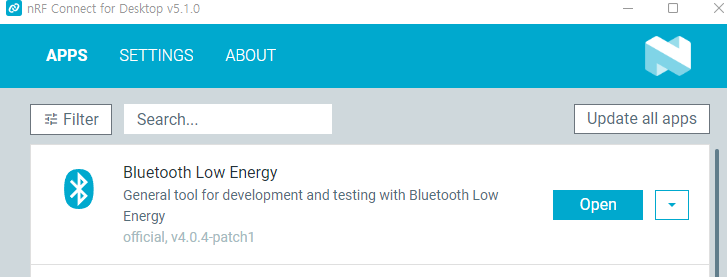 nRF Connect for Desktop v5.1.0
APPS SETTINGS ABOUT
Filter Search... Update all apps
Bluetooth Low Energy
General tool for development and testing with Bluetooth Low
Energy
official, v4.0.4-patch1
Open